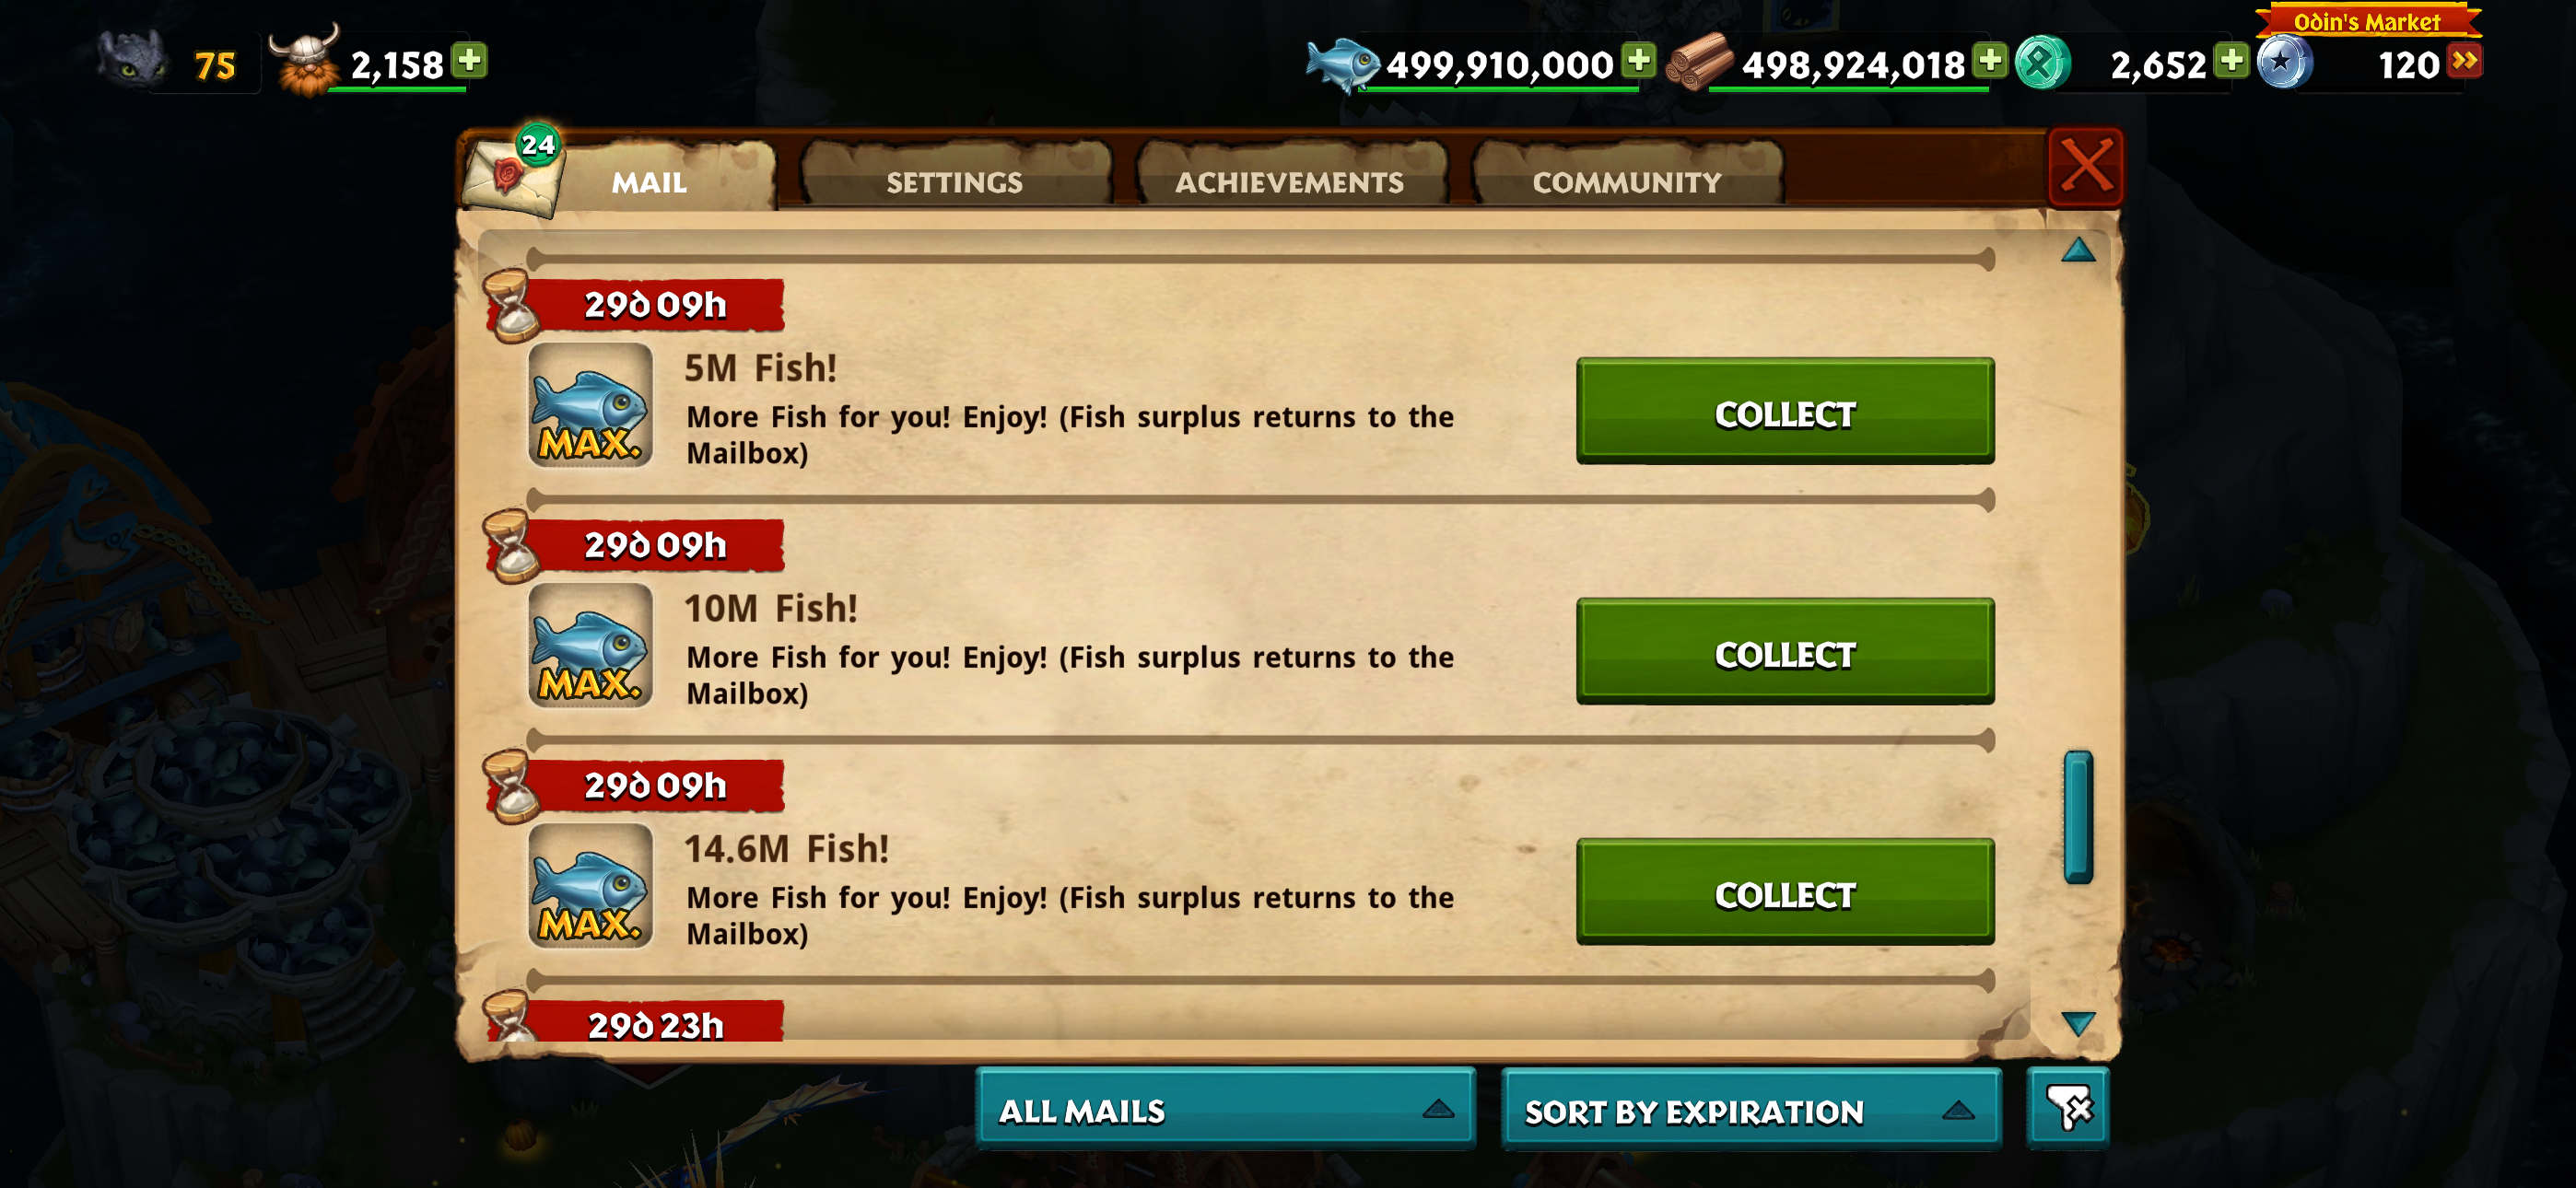 Odin's Market
75
2,158
499,910,000
498,924,018
2,652
120
24
MAIL
SETTINGS
ACHIEVEMENTS
COMMUNITY
29d 09h
5M Fish!
More Fish for you! Enjoy! (Fish surplus returns to the
Mailbox)
MAX.
COLLECT
29d 09h
10M Fish!
More Fish for you! Enjoy! (Fish surplus returns to the
Mailbox)
MAX.
COLLECT
29d 09h
14.6M Fish!
More Fish for you! Enjoy! (Fish surplus returns to the
Mailbox)
MAX.
COLLECT
29d 23h
ALL MAILS
SORT BY EXPIRATION